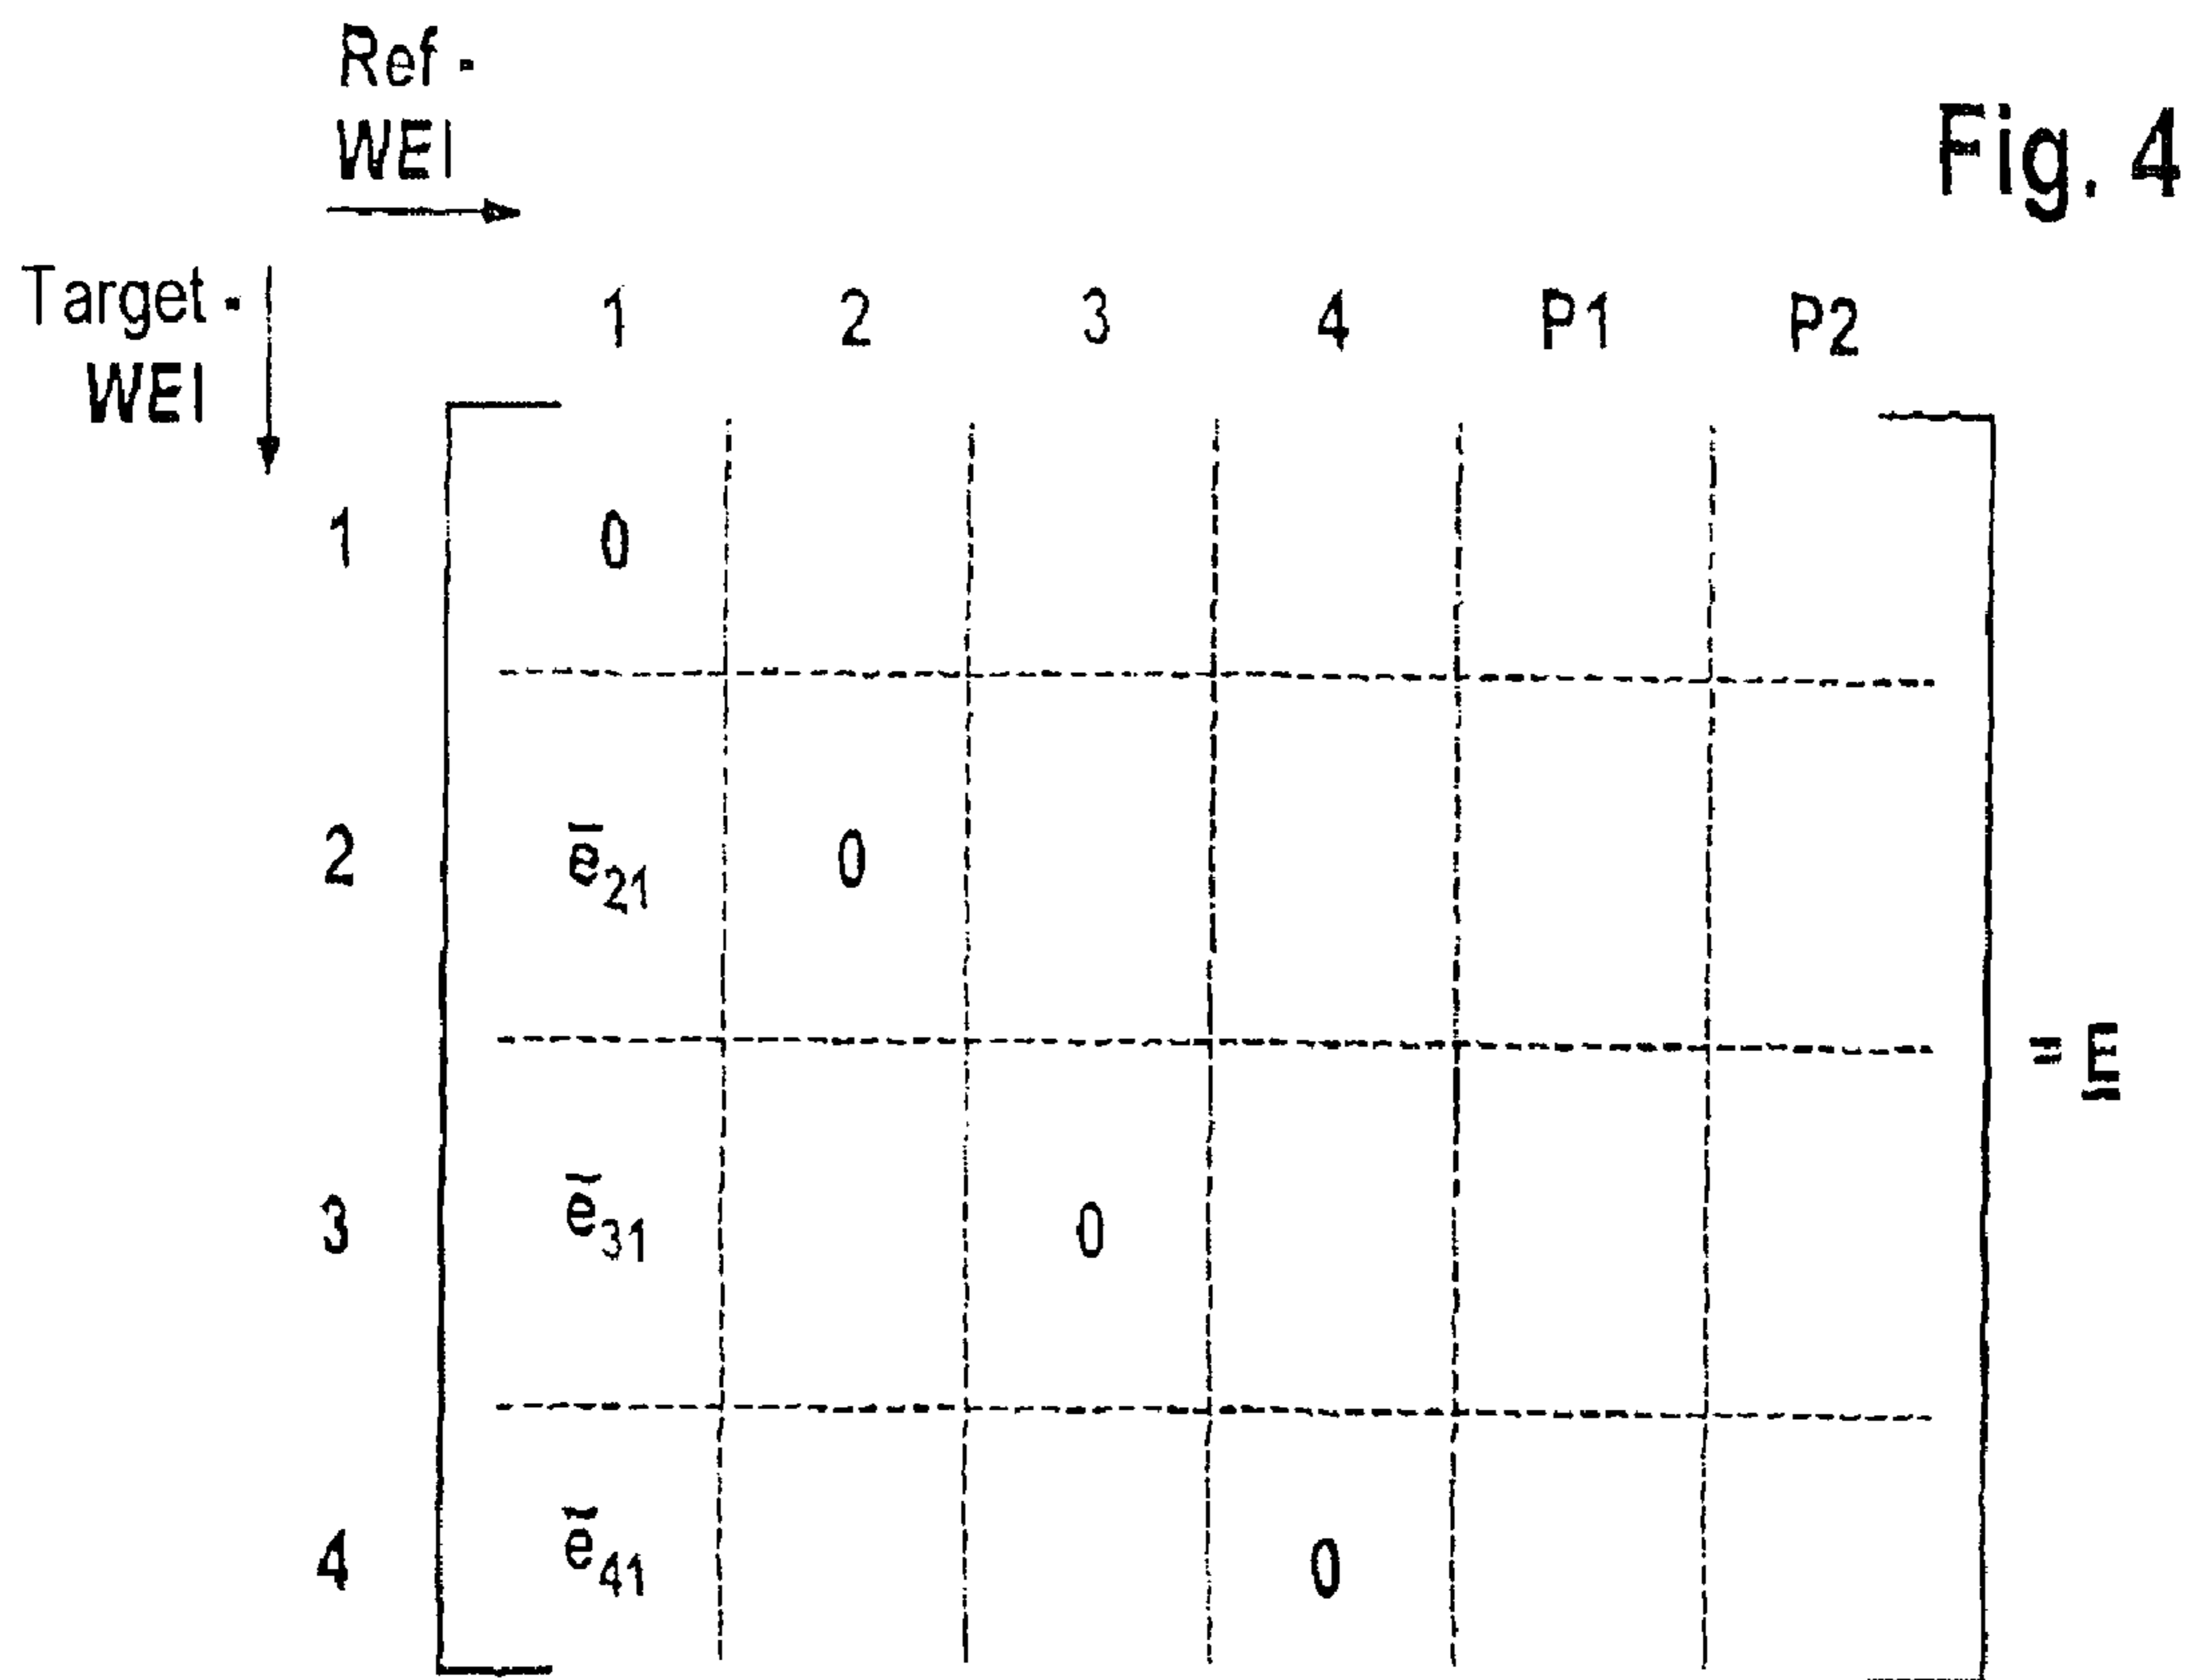 Ref -
WEI
Fig. 4
Target -
WEI
1 2 3 4 P1 P2
1 0
2 ē21 0
= E
3 ē31 0
4 ē41 0